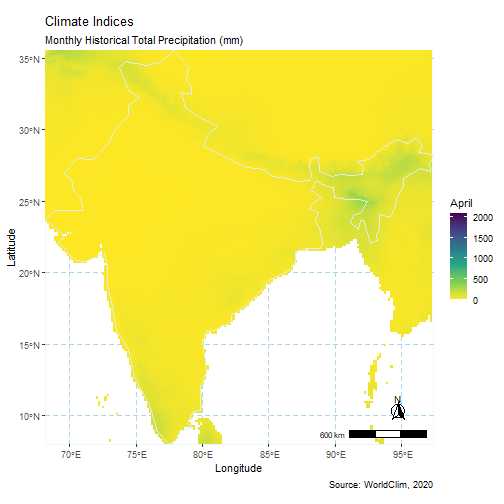 Climate Indices
Monthly Historical Total Precipitation (mm)
35°N
30°N
25°N
20°N
15°N
10°N
Latitude
70°E 75°E 80°E 85°E 90°E 95°E
Longitude
April
2000
1500
1000
500
0
N
600 km
Source: WorldClim, 2020